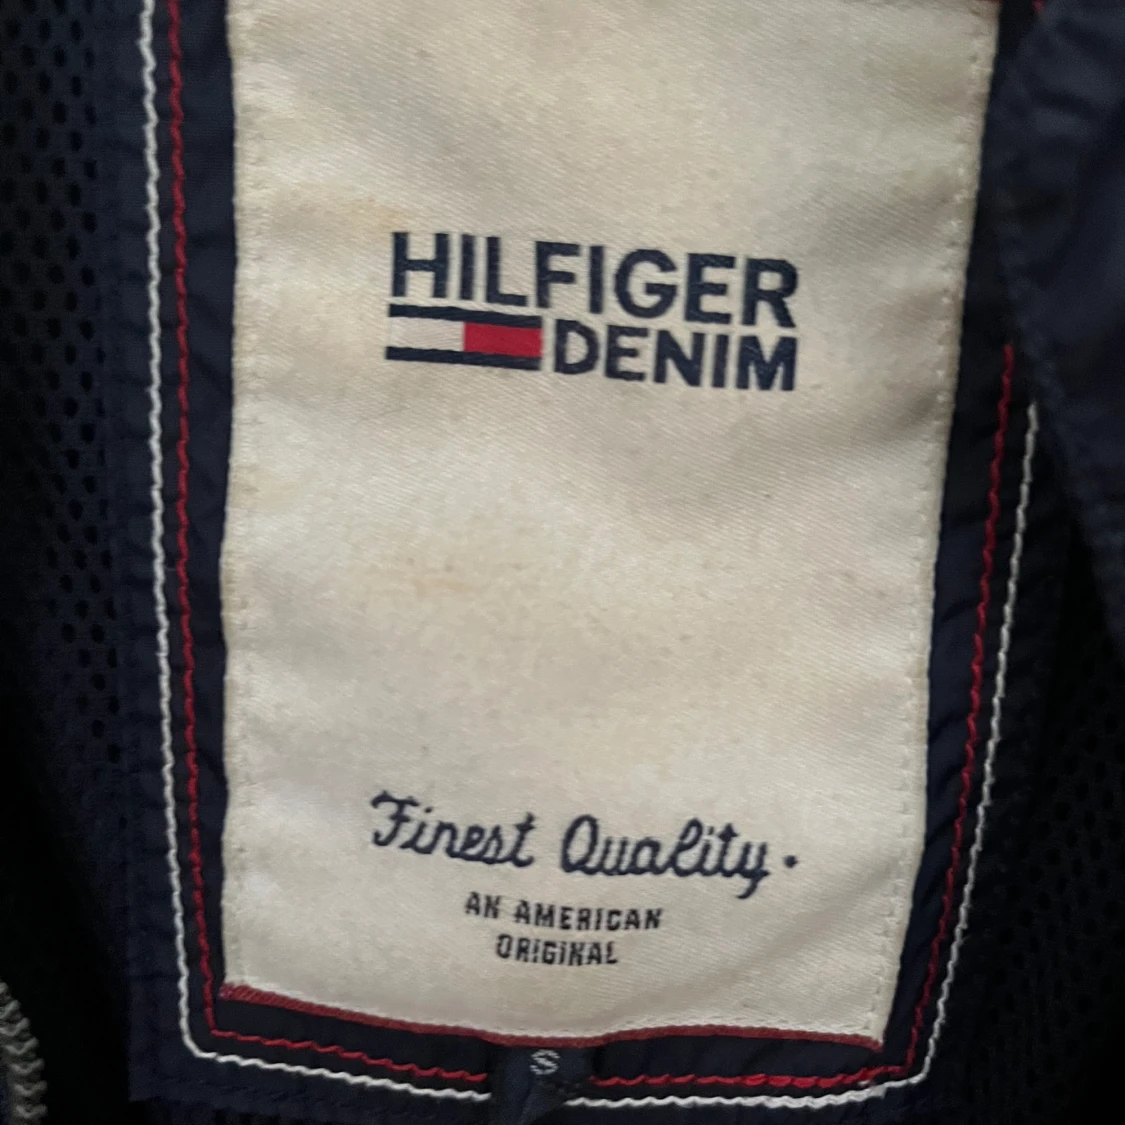 HILFIGER
DENIM
Finest Quality.
AN AMERICAN
ORIGINAL
S